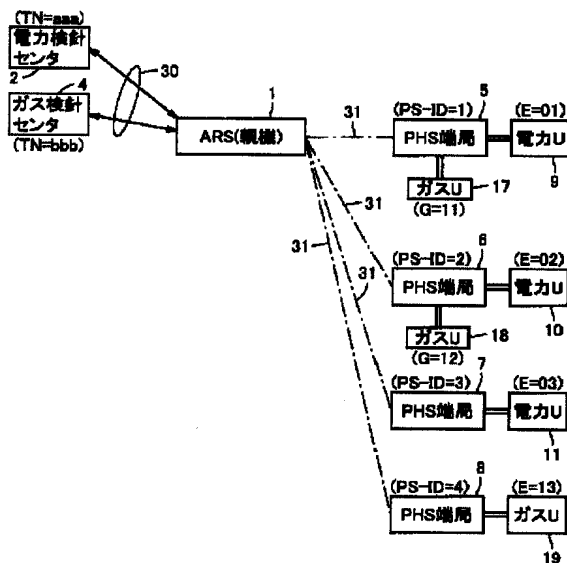 (TN=aaa)
電力検針
センタ
2
30
4
ガス検針
センタ
(TN=bbb)
1
ARS(親機)
31
31
31
31
(PS-ID=1)
5
(E=01)
PHS端局
電力U
9
ガスU
17
(G=11)
(PS-ID=2)
6
(E=02)
PHS端局
電力U
10
ガスU
18
(G=12)
(PS-ID=3)
7
(E=03)
PHS端局
電力U
11
(PS-ID=4)
8
(E=13)
PHS端局
ガスU
19